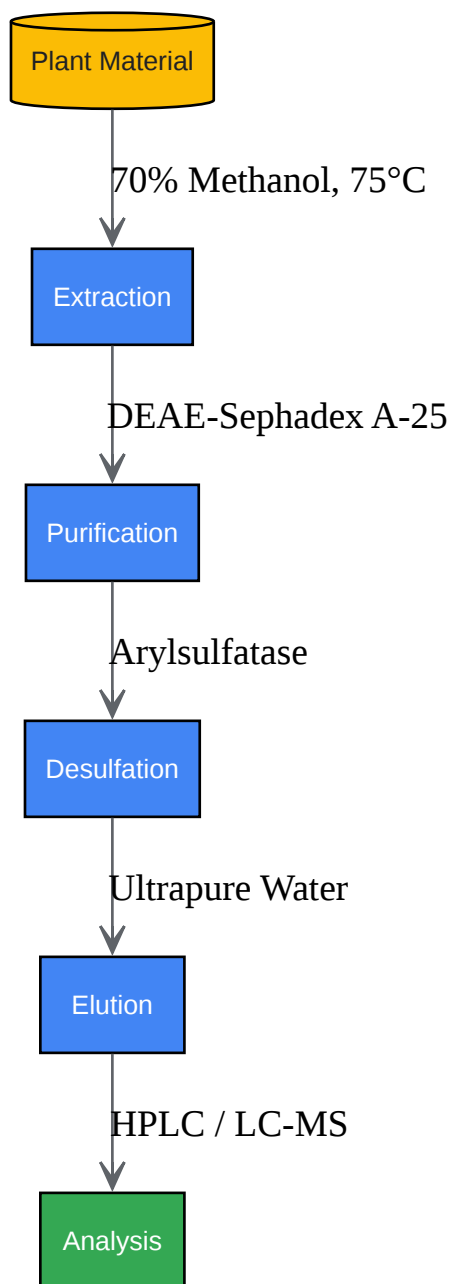 Plant Material
70% Methanol, 75°C
Extraction
DEAE-Sephadex A-25
Purification
Arylsulfatase
Desulfation
Ultrapure Water
Elution
HPLC / LC-MS
Analysis